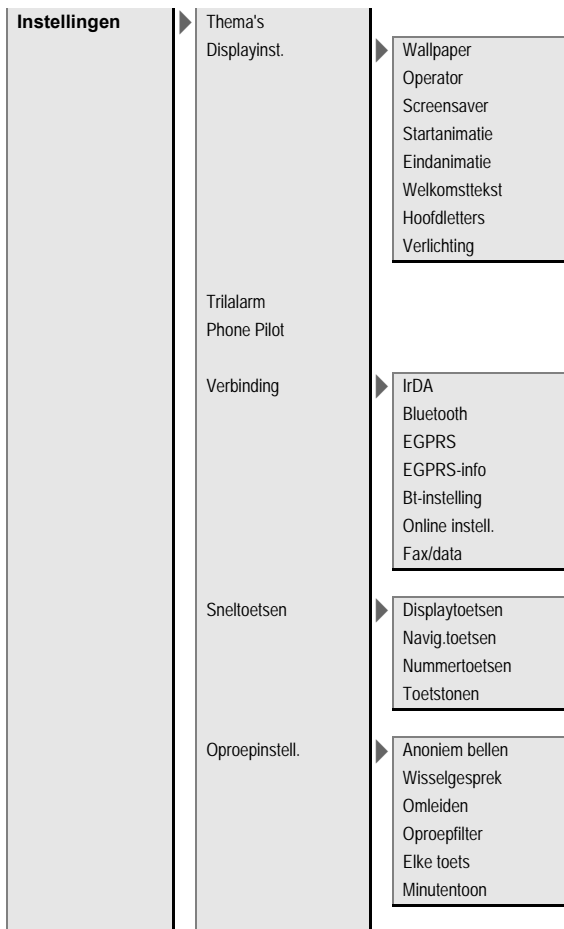 Instellingen
Thema's
Displayinst.
Wallpaper
Operator
Screensaver
Startanimatie
Eindanimatie
Welkomsttekst
Hoofdletters
Verlichting
Trilalarm
Phone Pilot
Verbinding
IrDA
Bluetooth
EGPRS
EGPRS-info
Bt-instelling
Online instell.
Fax/data
Sneltoetsen
Displaytoetsen
Navig.toetsen
Nummertoetsen
Toetstonen
Oproepinstell.
Anoniem bellen
Wisselgesprek
Omleiden
Oproepfilter
Elke toets
Minutentoon